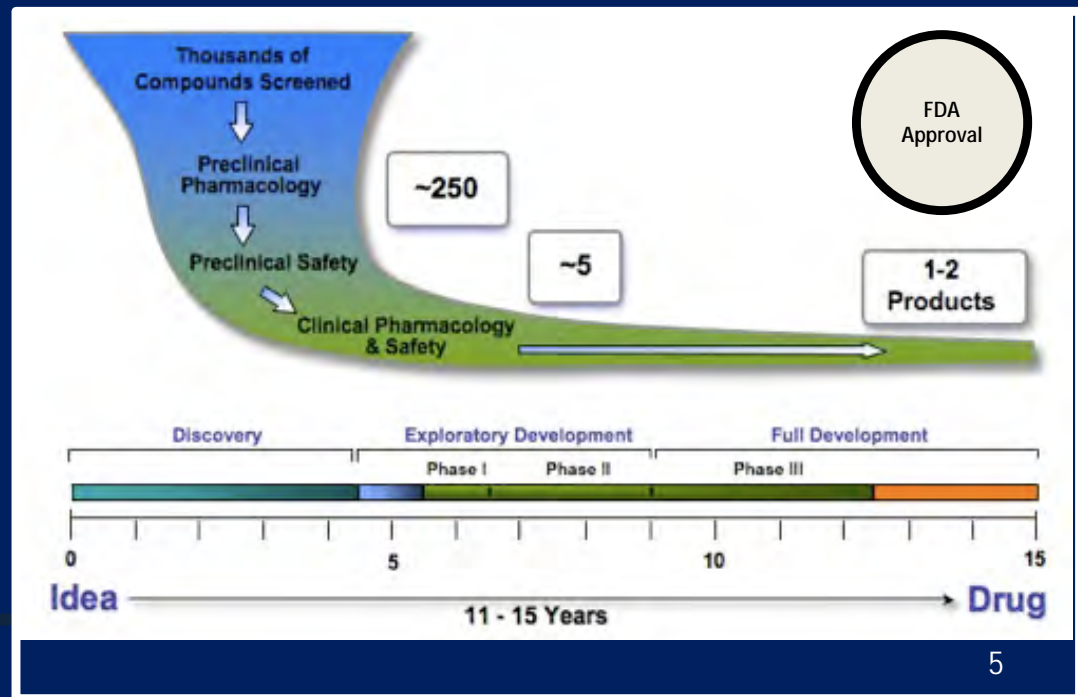 Thousands of
Compounds Screened
Preclinical
Pharmacology
Preclinical Safety
Clinical Pharmacology
& Safety
~250
~5
1-2
Products
FDA
Approval
Discovery
Exploratory Development
Full Development
Phase I
Phase II
Phase III
0
5
10
15
Idea
11 - 15 Years
Drug
5